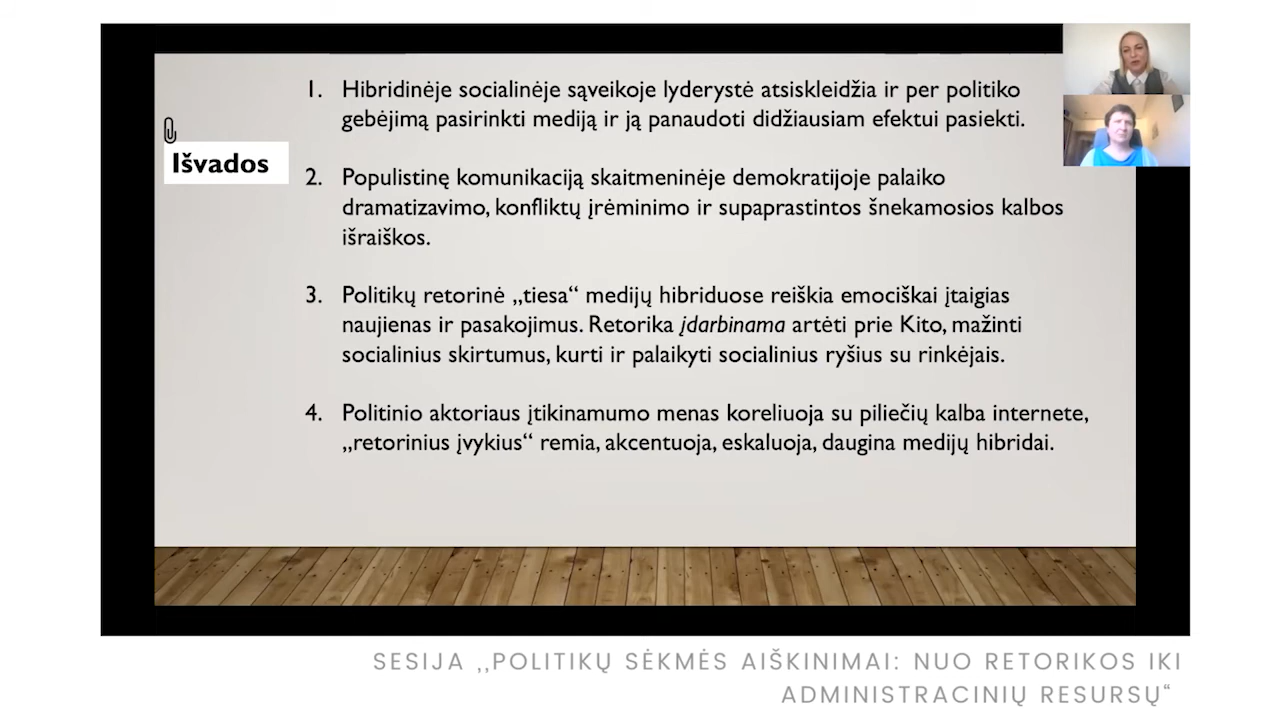 Išvados
1. Hibridinėje socialinėje sąveikoje lyderystė atsiskleidžia ir per politiko
gebėjimą pasirinkti mediją ir ją panaudoti didžiausiam efektui pasiekti.
2. Populistinę komunikaciją skaitmeninėje demokratijoje palaiko
dramatizavimo, konfliktų įrėminimo ir supaprastintos šnekamosios kalbos
išraiškos.
3. Politikų retorinė „tiesa“ medijų hibriduose reiškia emociškai įtaigias
naujienas ir pasakojimus. Retorika įdarbinama artėti prie Kito, mažinti
socialinius skirtumus, kurti ir palaikyti socialinius ryšius su rinkėjais.
4. Politinio aktoriaus įtikinamumo menas koreliuoja su piliečių kalba internete,
„retorinius įvykius“ remia, akcentuoja, eskaluoja, daugina medijų hibridai.
SESIJA ,,POLITIKŲ SĖKMĖS AIŠKINIMAI: NUO RETORIKOS IKI
ADMINISTRACINIŲ RESURSŲ“